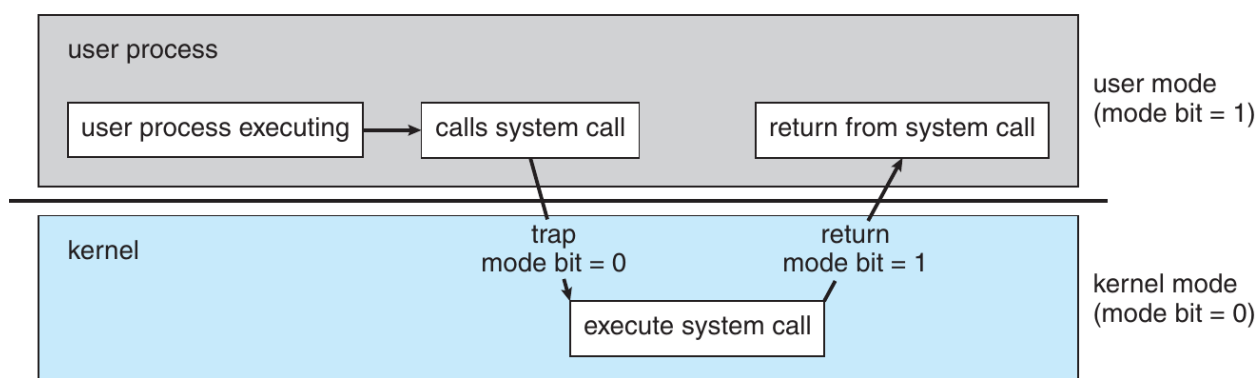 user process
user process executing
calls system call
return from system call
user mode
(mode bit = 1)
kernel
trap
mode bit = 0
return
mode bit = 1
execute system call
kernel mode
(mode bit = 0)